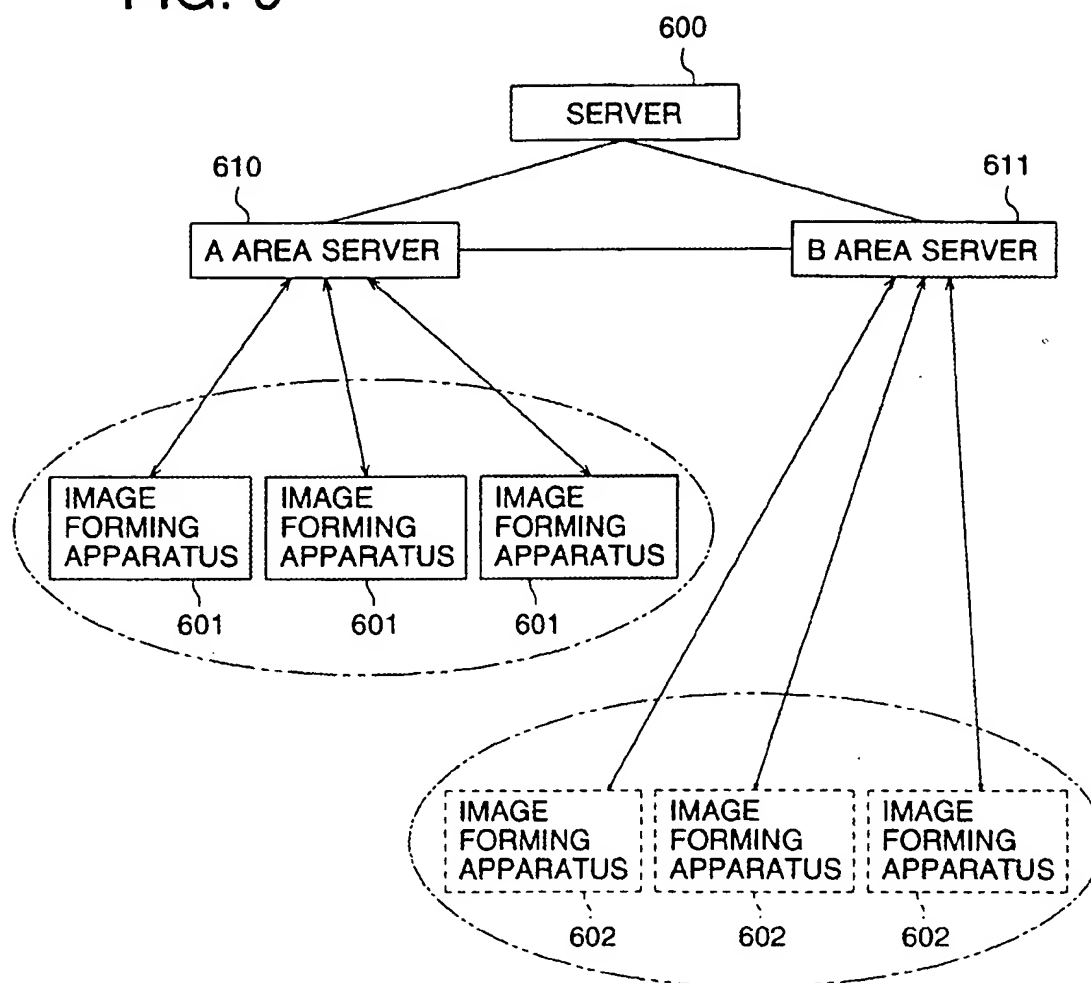 FIG.
600
SERVER
610
611
A AREA SERVER
B AREA SERVER
IMAGE
FORMING
APPARATUS
IMAGE
FORMING
APPARATUS
IMAGE
FORMING
APPARATUS
601
601
601
IMAGE
FORMING
APPARATUS
IMAGE
FORMING
APPARATUS
IMAGE
FORMING
APPARATUS
602
602
602